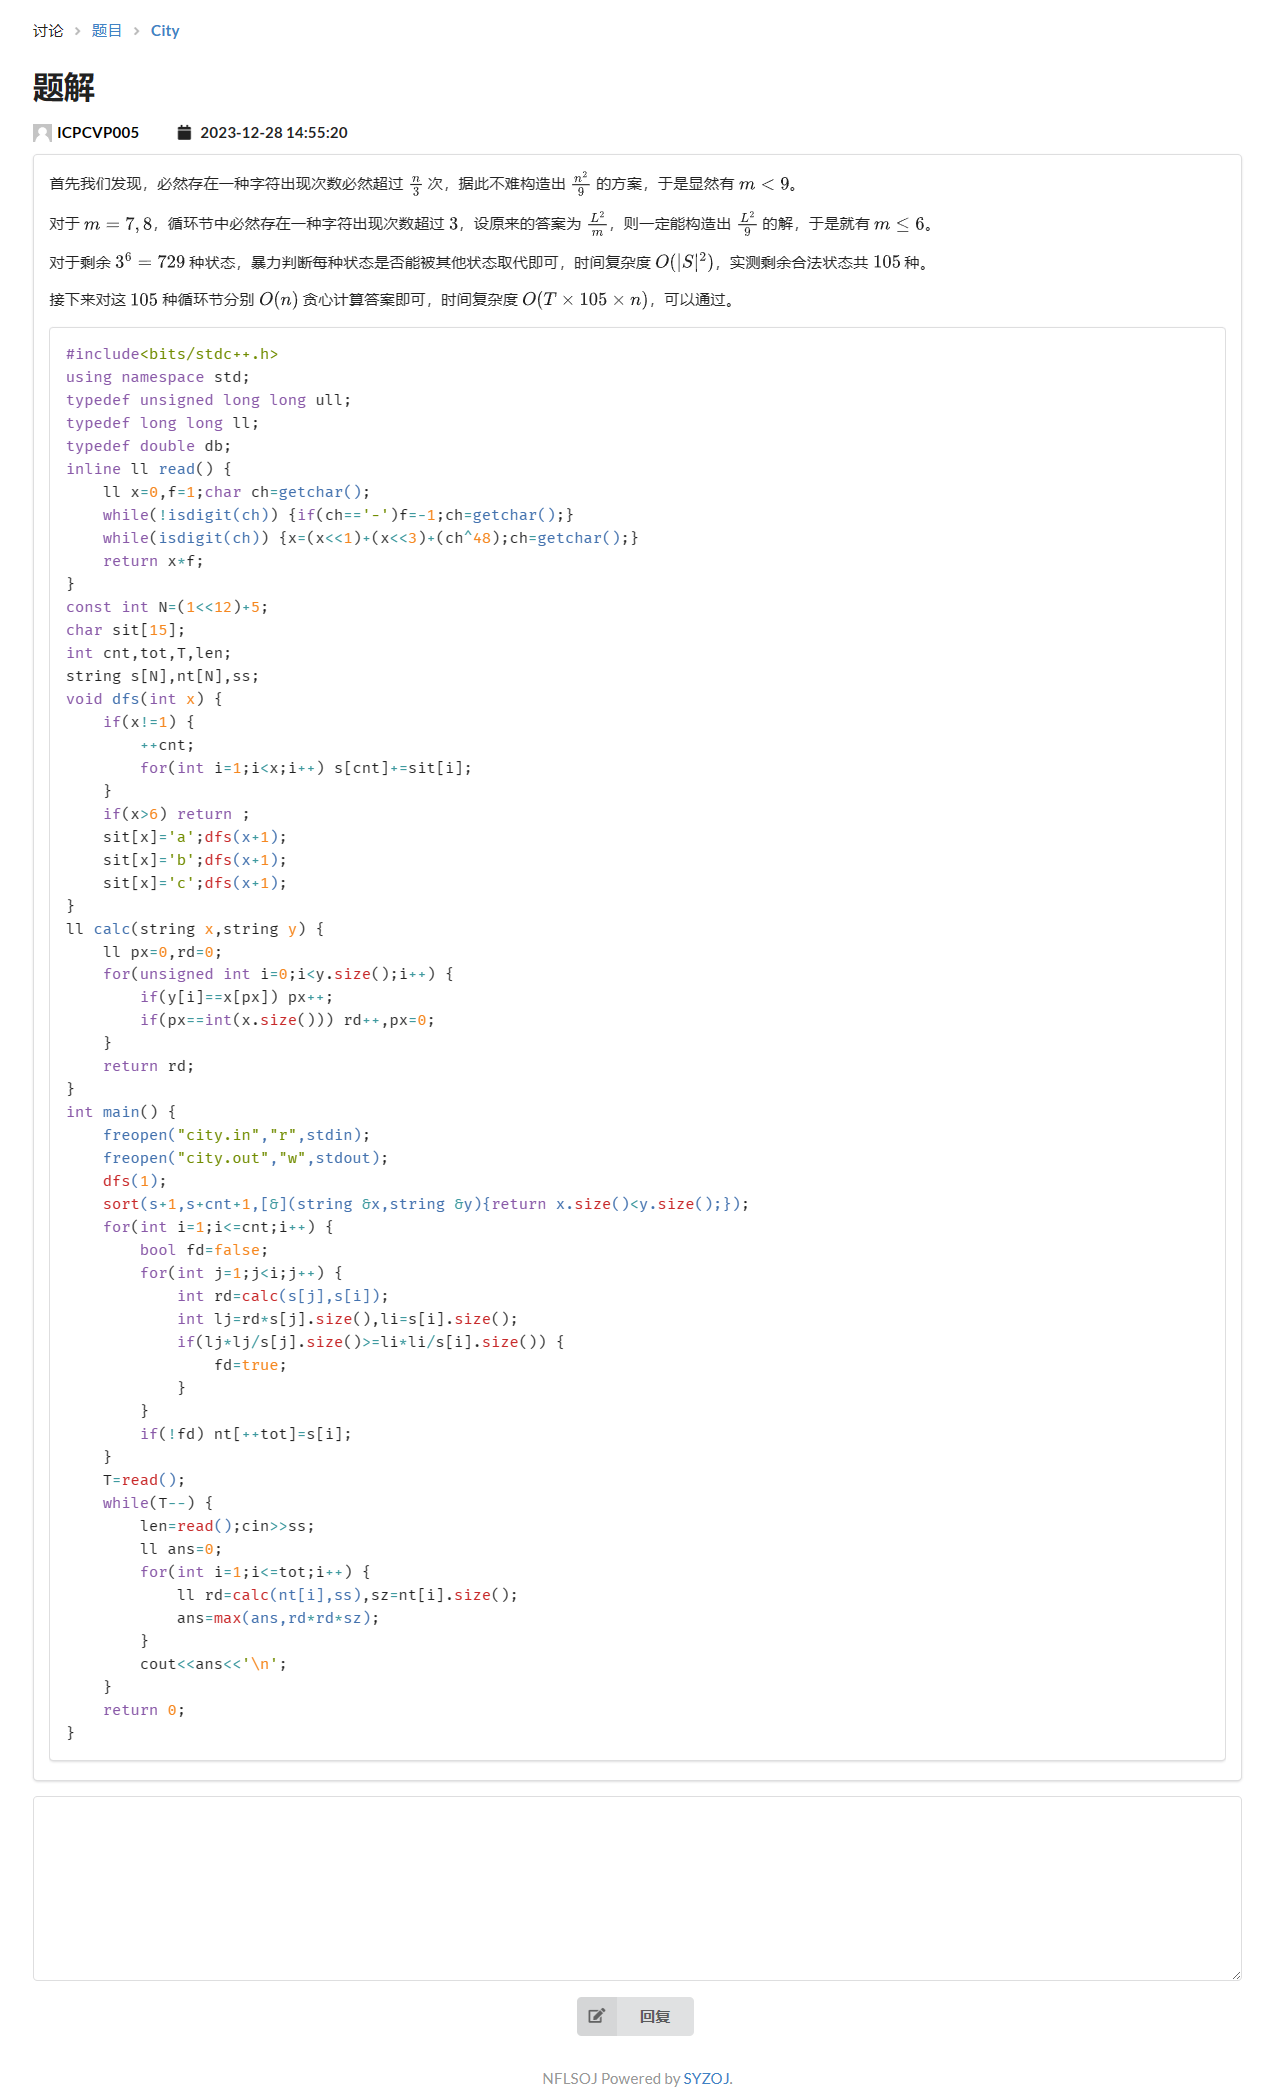 讨论 > 题目 > City
题解
ICPCVP005 2023-12-28 14:55:20
首先我们发现，必然存在一种字符出现次数必然超过 n/3 次，据此不难构造出 n²/9 的方案，于是显然有 m < 9。
对于 m = 7, 8，循环节中必然存在一种字符出现次数超过 3，设原来的答案为 L²/m，则一定能构造出 L²/9 的解，于是就有 m ≤ 6。
对于剩余 3⁶ = 729 种状态，暴力判断每种状态是否能被其他状态取代即可，时间复杂度 O(|S|²)，实测剩余合法状态共 105 种。
接下来对这 105 种循环节分别 O(n) 贪心计算答案即可，时间复杂度 O(T × 105 × n)，可以通过。
#include<bits/stdc++.h>
using namespace std;
typedef unsigned long long ull;
typedef long long ll;
typedef double db;
inline ll read() {
    ll x=0,f=1;char ch=getchar();
    while(!isdigit(ch)) {if(ch=='-')f=-1;ch=getchar();}
    while(isdigit(ch)) {x=(x<<1)+(x<<3)+(ch^48);ch=getchar();}
    return x*f;
}
const int N=(1<<12)+5;
char sit[15];
int cnt,tot,T,len;
string s[N],nt[N],ss;
void dfs(int x) {
    if(x!=1) {
        ++cnt;
        for(int i=1;i<x;i++) s[cnt]+=sit[i];
    }
    if(x>6) return ;
    sit[x]='a';dfs(x+1);
    sit[x]='b';dfs(x+1);
    sit[x]='c';dfs(x+1);
}
ll calc(string x,string y) {
    ll px=0,rd=0;
    for(unsigned int i=0;i<y.size();i++) {
        if(y[i]==x[px]) px++;
        if(px==int(x.size())) rd++,px=0;
    }
    return rd;
}
int main() {
    freopen("city.in","r",stdin);
    freopen("city.out","w",stdout);
    dfs(1);
    sort(s+1,s+cnt+1,[&](string &x,string &y){return x.size()<y.size();});
    for(int i=1;i<=cnt;i++) {
        bool fd=false;
        for(int j=1;j<i;j++) {
            int rd=calc(s[j],s[i]);
            int lj=rd*s[j].size(),li=s[i].size();
            if(lj*lj/s[j].size()>=li*li/s[i].size()) {
                fd=true;
            }
        }
        if(!fd) nt[++tot]=s[i];
    }
    T=read();
    while(T--) {
        len=read();cin>>ss;
        ll ans=0;
        for(int i=1;i<=tot;i++) {
            ll rd=calc(nt[i],ss),sz=nt[i].size();
            ans=max(ans,rd*rd*sz);
        }
        cout<<ans<<'\n';
    }
    return 0;
}
回复
NFLSOJ Powered by SYZOJ.